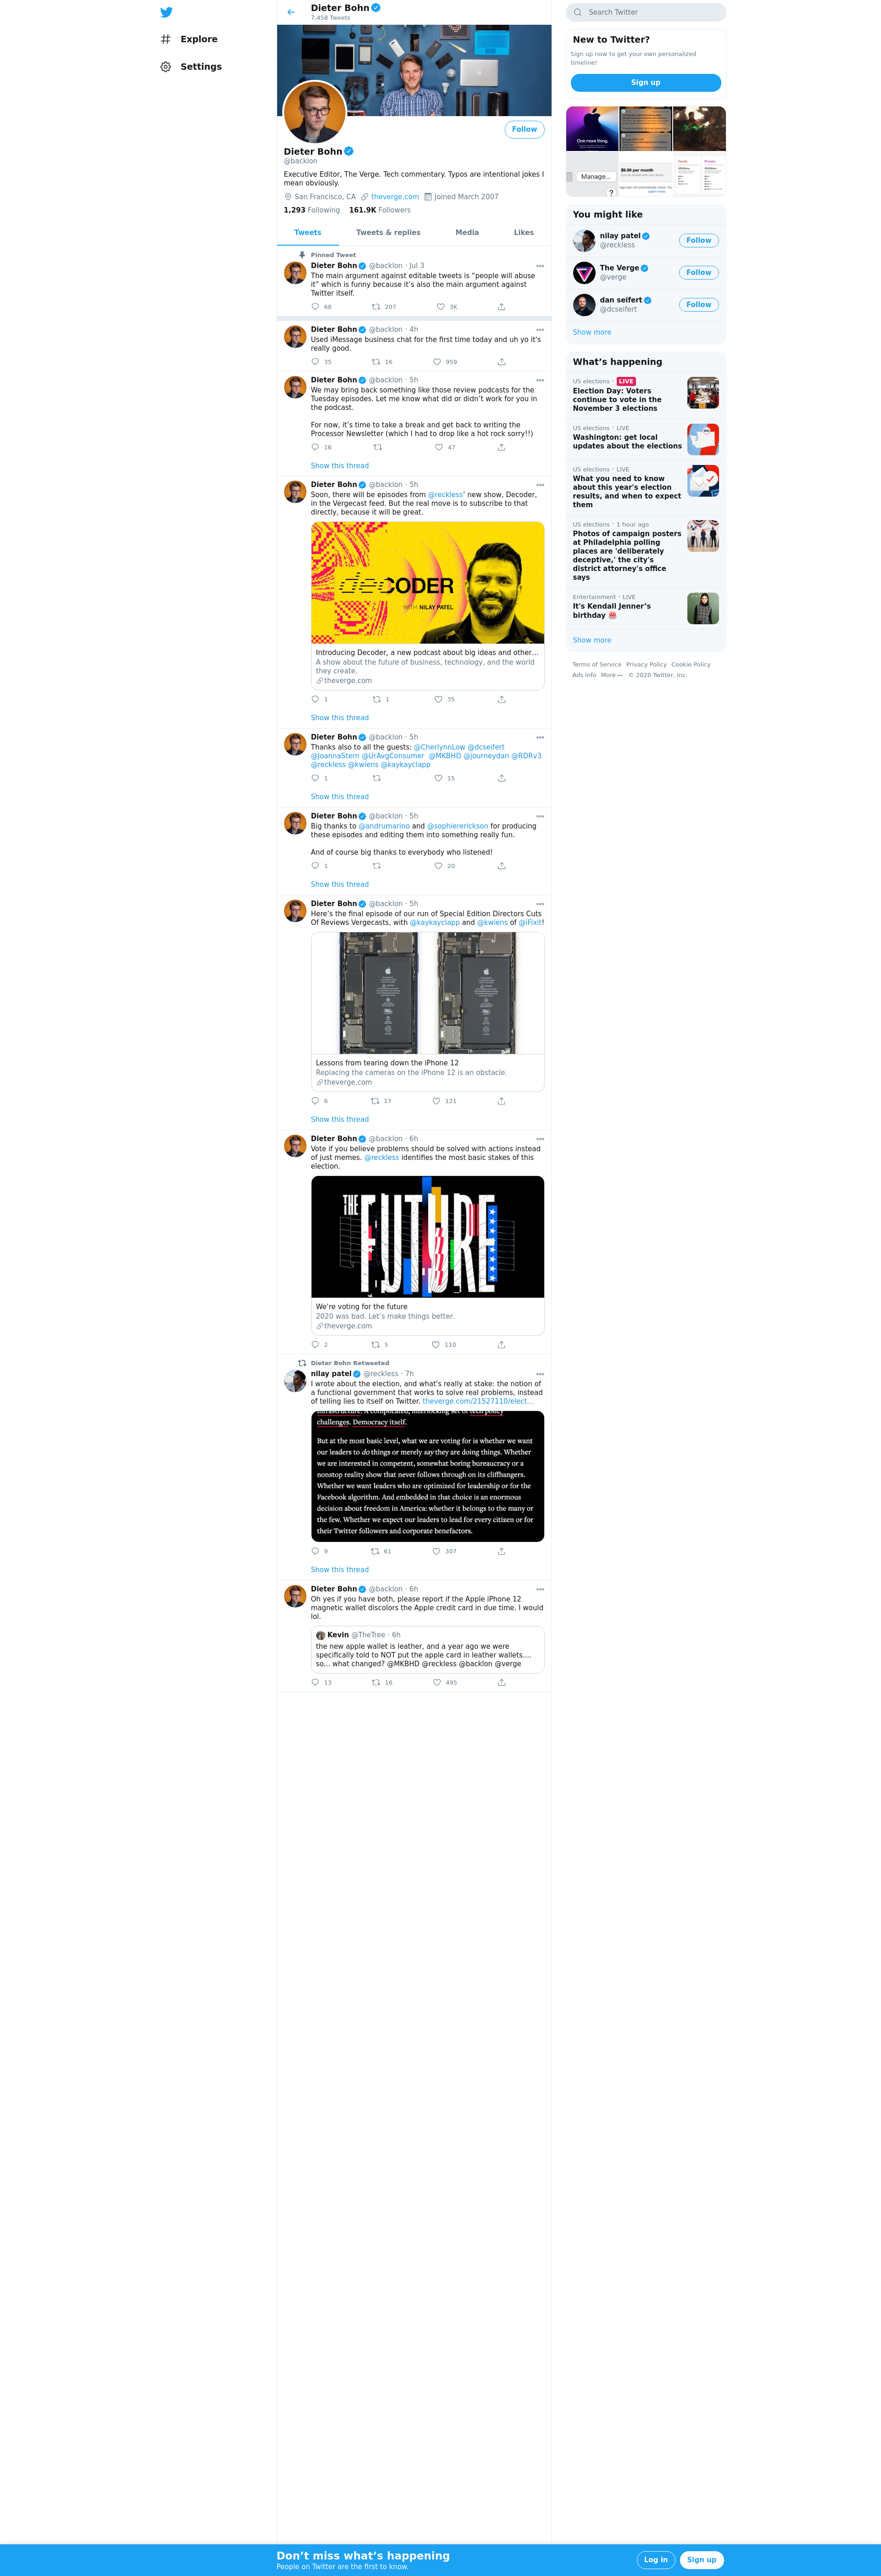 Explore
Settings
Dieter Bohn
7,458 Tweets
Follow
Dieter Bohn
@backlon
Executive Editor, The Verge. Tech commentary. Typos are intentional jokes I
mean obviously.
San Francisco, CA theverge.com Joined March 2007
1,293 Following 161.9K Followers
Tweets Tweets & replies Media Likes
Pinned Tweet
Dieter Bohn @backlon · Jul 3
The main argument against editable tweets is “people will abuse
it” which is funny because it’s also the main argument against
Twitter itself.
68 207 3K
Dieter Bohn @backlon · 4h
Used iMessage business chat for the first time today and uh yo it's
really good.
35 16 959
Dieter Bohn @backlon · 5h
We may bring back something like those review podcasts for the
Tuesday episodes. Let me know what did or didn’t work for you in
the podcast.
For now, it’s time to take a break and get back to writing the
Processor Newsletter (which I had to drop like a hot rock sorry!!)
16 47
Show this thread
Dieter Bohn @backlon · 5h
Soon, there will be episodes from @reckless’ new show, Decoder,
in the Vergecast feed. But the real move is to subscribe to that
directly, because it will be great.
decODER
WITH NILAY PATEL
Introducing Decoder, a new podcast about big ideas and other…
A show about the future of business, technology, and the world
they create.
theverge.com
1 1 35
Show this thread
Dieter Bohn @backlon · 5h
Thanks also to all the guests: @CherlynnLow @dcseifert
@JoannaStern @UrAvgConsumer @MKBHD @journeydan @RDRv3
@reckless @kwiens @kaykayclapp
1 15
Show this thread
Dieter Bohn @backlon · 5h
Big thanks to @andrumarino and @sophiererickson for producing
these episodes and editing them into something really fun.
And of course big thanks to everybody who listened!
1 20
Show this thread
Dieter Bohn @backlon · 5h
Here’s the final episode of our run of Special Edition Directors Cuts
Of Reviews Vergecasts, with @kaykayclapp and @kwiens of @iFixit!
Lessons from tearing down the iPhone 12
Replacing the cameras on the iPhone 12 is an obstacle.
theverge.com
6 17 121
Show this thread
Dieter Bohn @backlon · 6h
Vote if you believe problems should be solved with actions instead
of just memes. @reckless identifies the most basic stakes of this
election.
THE FUTURE
We’re voting for the future
2020 was bad. Let’s make things better.
theverge.com
2 5 110
Dieter Bohn Retweeted
nilay patel @reckless · 7h
I wrote about the election, and what's really at stake: the notion of
a functional government that works to solve real problems, instead
of telling lies to itself on Twitter. theverge.com/21527110/elect…
infrastructure. A complicated, interlocking set of tech policy
challenges. Democracy itself.
But at the most basic level, what we are voting for is whether we want
our leaders to do things or merely say they are doing things. Whether
we are interested in competent, somewhat boring bureaucracy or a
nonstop reality show that never follows through on its cliffhangers.
Whether we want leaders who are optimized for leadership or for the
Facebook algorithm. And embedded in that choice is an enormous
decision about freedom in America: whether it belongs to the many or
the few. Whether we expect our leaders to lead for every citizen or for
their Twitter followers and corporate benefactors.
9 61 307
Show this thread
Dieter Bohn @backlon · 6h
Oh yes if you have both, please report if the Apple iPhone 12
magnetic wallet discolors the Apple credit card in due time. I would
lol.
Kevin @TheTree · 6h
the new apple wallet is leather, and a year ago we were
specifically told to NOT put the apple card in leather wallets....
so... what changed? @MKBHD @reckless @backlon @verge
13 16 495
Search Twitter
New to Twitter?
Sign up now to get your own personalized
timeline!
Sign up
One more thing.
Manage...
?
$9.99 per month
Learn more
You might like
nilay patel
@reckless
Follow
The Verge
@verge
Follow
dan seifert
@dcseifert
Follow
Show more
What’s happening
US elections · LIVE
Election Day: Voters
continue to vote in the
November 3 elections
US elections · LIVE
Washington: get local
updates about the elections
US elections · LIVE
What you need to know
about this year’s election
results, and when to expect
them
US elections · 1 hour ago
Photos of campaign posters
at Philadelphia polling
places are 'deliberately
deceptive,' the city's
district attorney's office
says
Entertainment · LIVE
It's Kendall Jenner’s
birthday
Show more
Terms of Service Privacy Policy Cookie Policy
Ads info More © 2020 Twitter, Inc.
Don’t miss what’s happening
People on Twitter are the first to know.
Log in Sign up